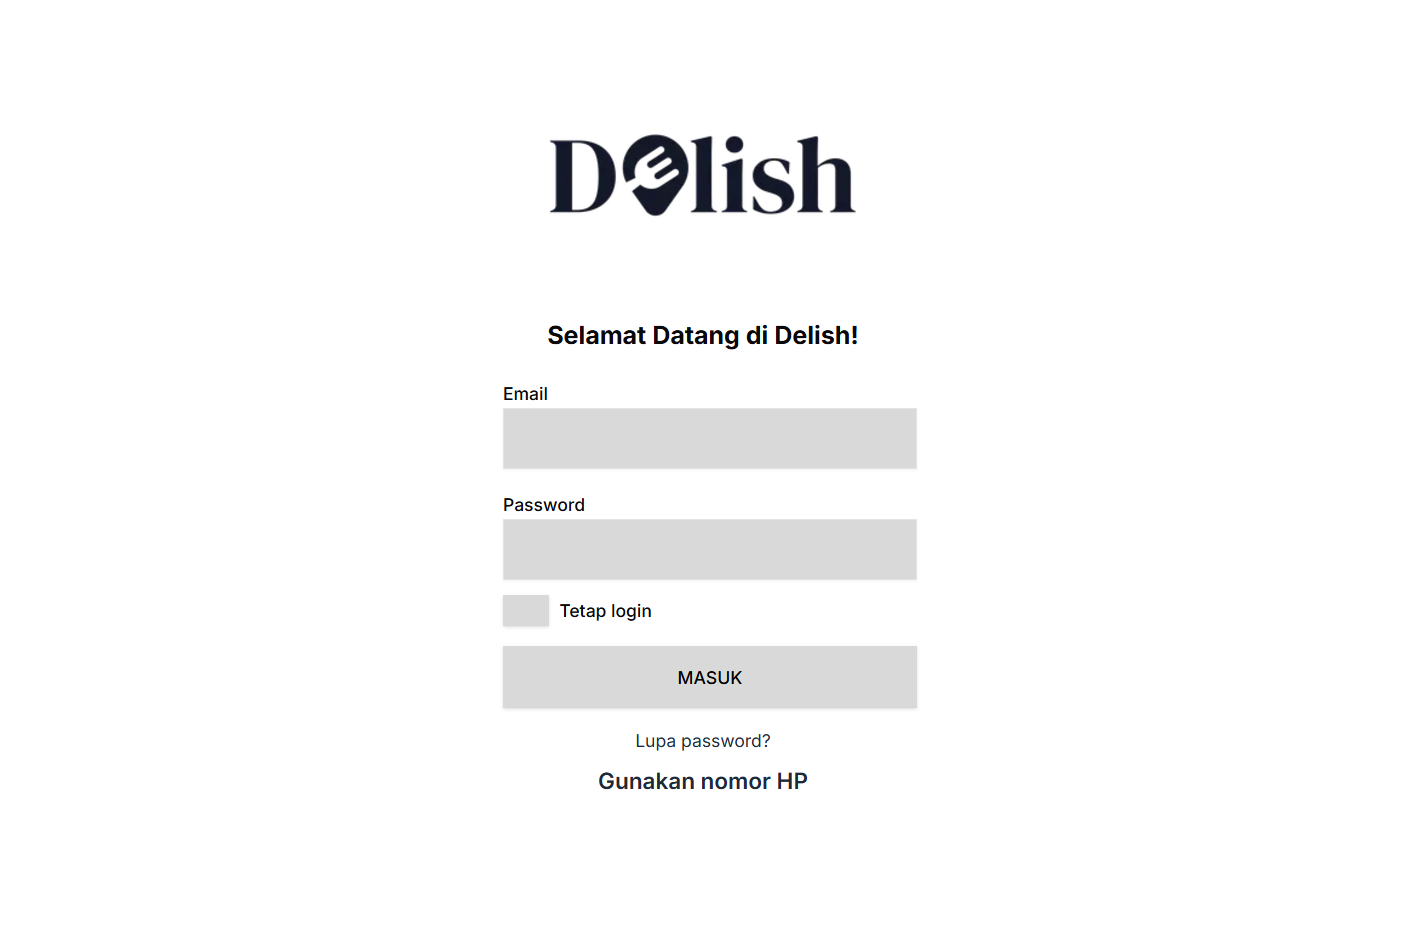 Delish
Selamat Datang di Delish!
Email
Password
Tetap login
MASUK
Lupa password?
Gunakan nomor HP